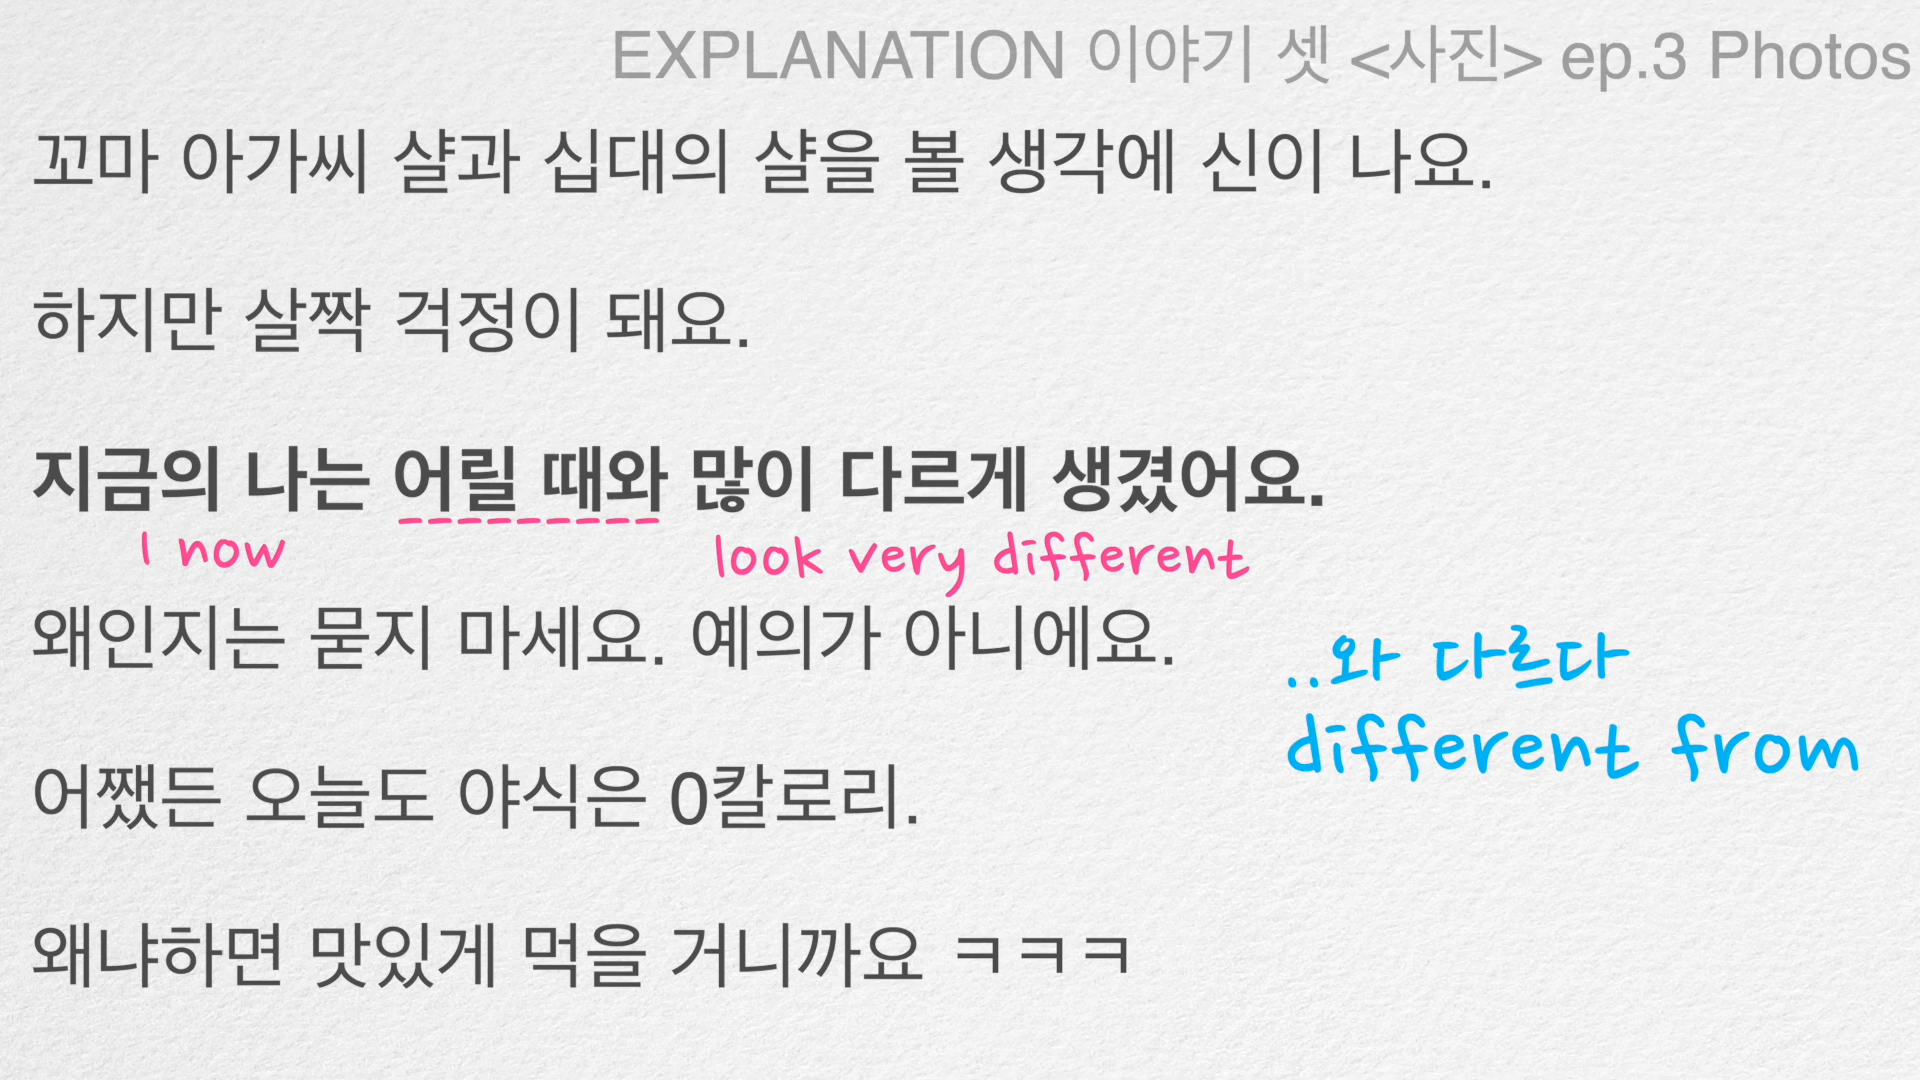 EXPLANATION 이야기 셋 <사진> ep.3 Photos
꼬마 아가씨 샬과 십대의 샬을 볼 생각에 신이 나요.
하지만 살짝 걱정이 돼요.
지금의 나는 어릴 때와 많이 다르게 생겼어요.
I now
look very different
왜인지는 묻지 마세요. 예의가 아니에요.
..와 다르다
different from
어쨌든 오늘도 야식은 0칼로리.
왜냐하면 맛있게 먹을 거니까요 ㅋㅋㅋ